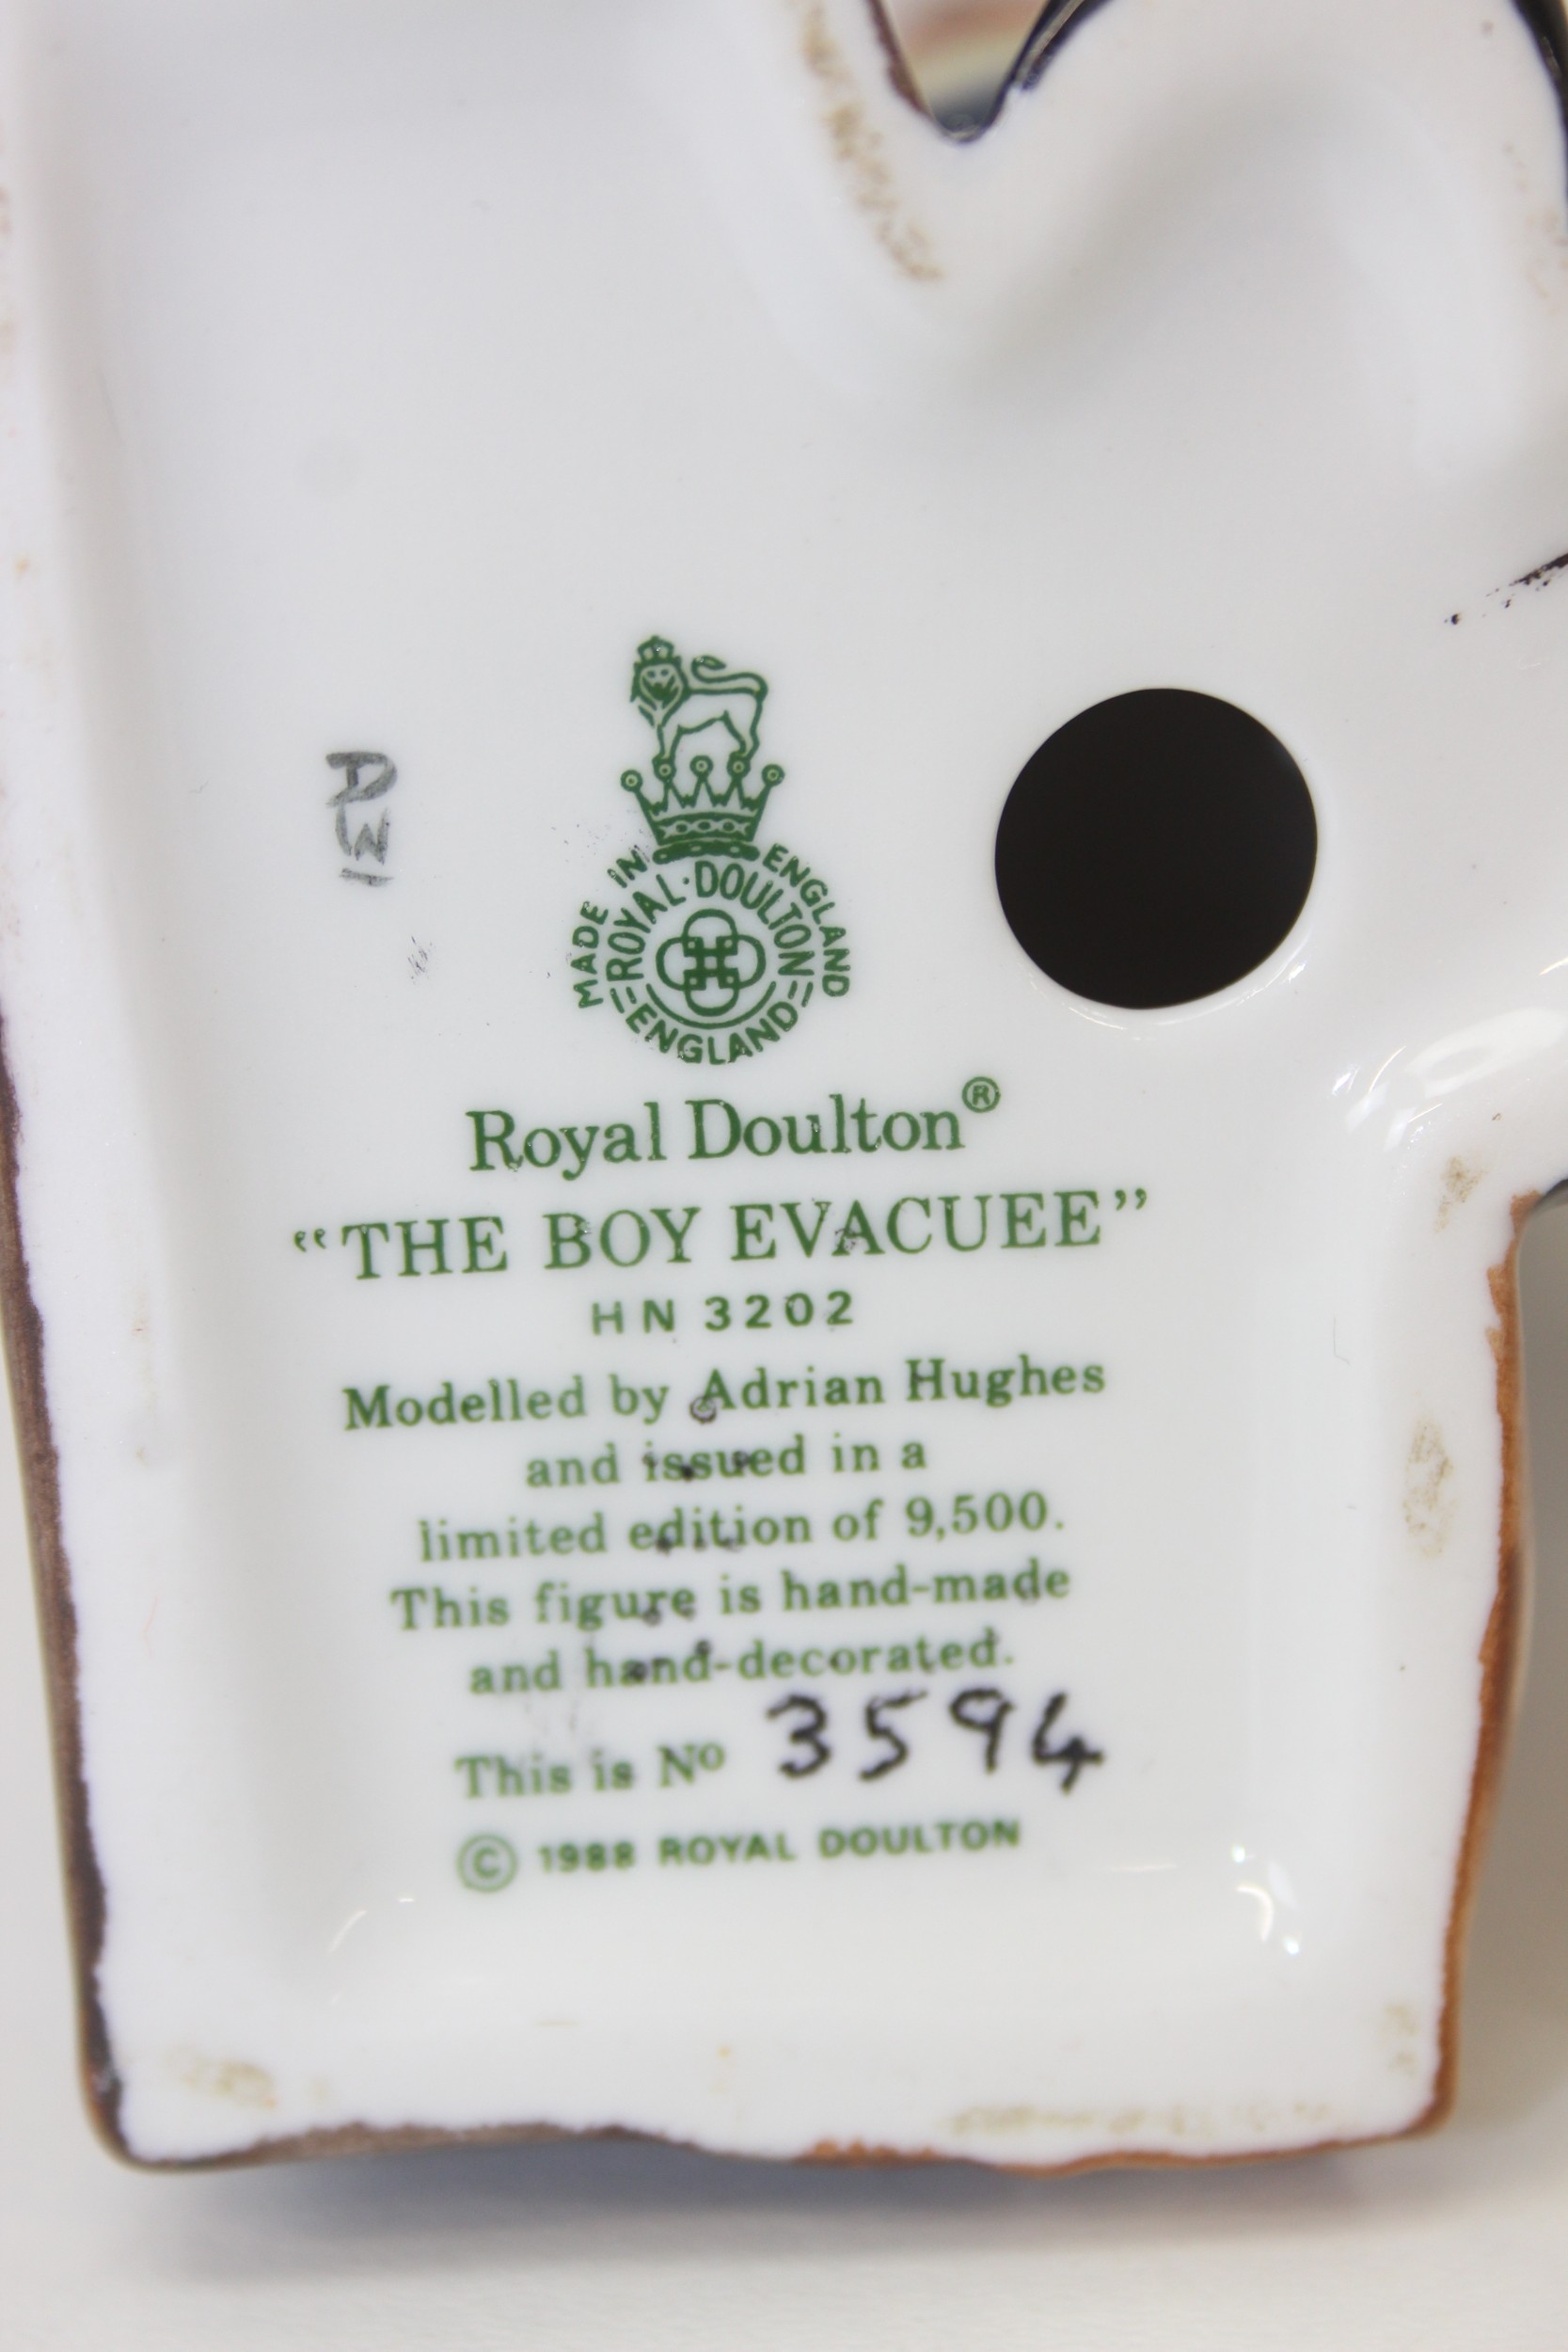 MADE IN ENGLAND
ROYAL·DOULTON
ENGLAND
Royal Doulton®
“THE BOY EVACUEE”
HN 3202
Modelled by Adrian Hughes
and issued in a
limited edition of 9,500.
This figure is hand-made
and hand-decorated.
This is Nº 3594
© 1988 ROYAL DOULTON